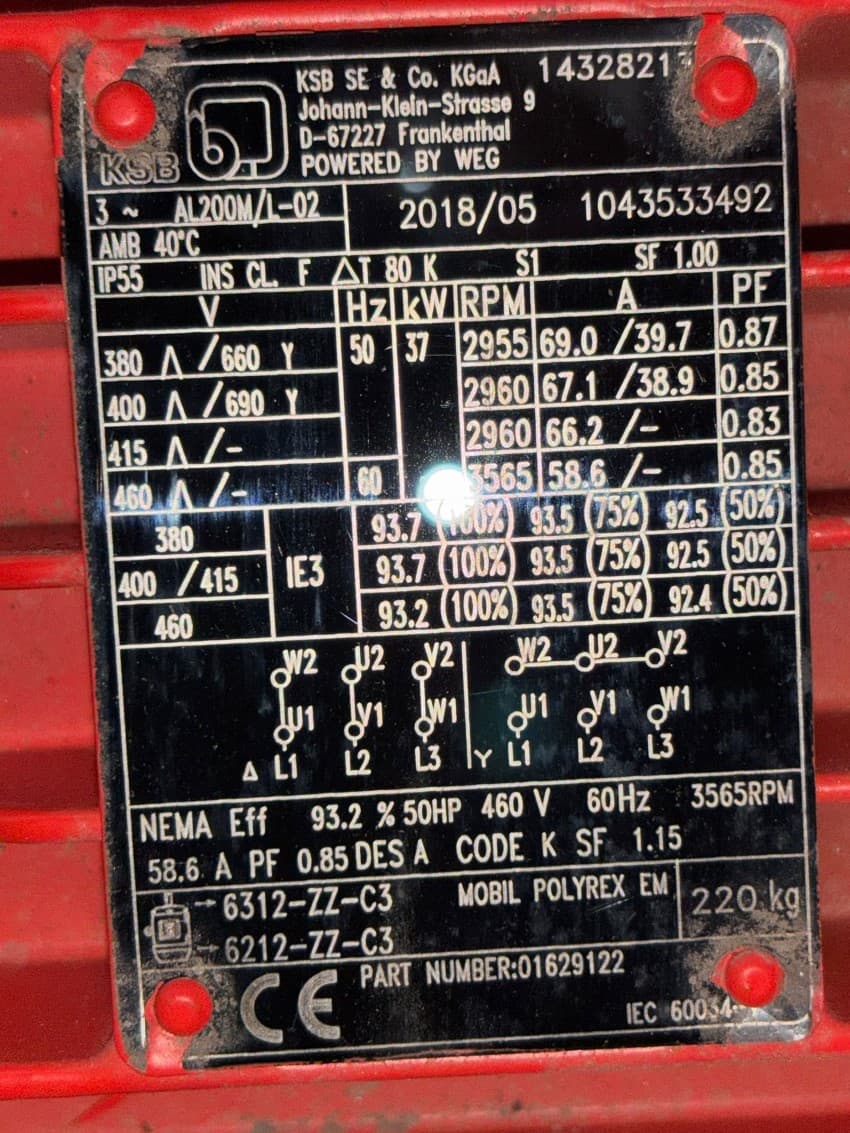 KSB SE & Co. KGaA 14328217
Johann-Klein-Strasse 9
D-67227 Frankenthal
KSB POWERED BY WEG
3 ~ AL200M/L-02 2018/05 1043533492
AMB 40°C
IP55 INS CL. F ΔT 80 K S1 SF 1.00
V Hz kW RPM A PF
380 Δ / 660 Y 50 37 2955 69.0 /39.7 0.87
400 Δ / 690 Y 2960 67.1 /38.9 0.85
415 Δ /- 2960 66.2 /- 0.83
460 Δ /- 60 3565 58.6 /- 0.85
380 IE3 93.7 (100%) 93.5 (75%) 92.5 (50%)
400 /415 93.7 (100%) 93.5 (75%) 92.5 (50%)
460 93.2 (100%) 93.5 (75%) 92.4 (50%)
W2 U2 V2 W2 U2 V2
U1 V1 W1 U1 V1 W1
Δ L1 L2 L3 Y L1 L2 L3
NEMA Eff 93.2 % 50HP 460 V 60Hz 3565RPM
58.6 A PF 0.85 DES A CODE K SF 1.15
6312-ZZ-C3 MOBIL POLYREX EM 220 kg
6212-ZZ-C3
CE PART NUMBER:01629122
IEC 60034-